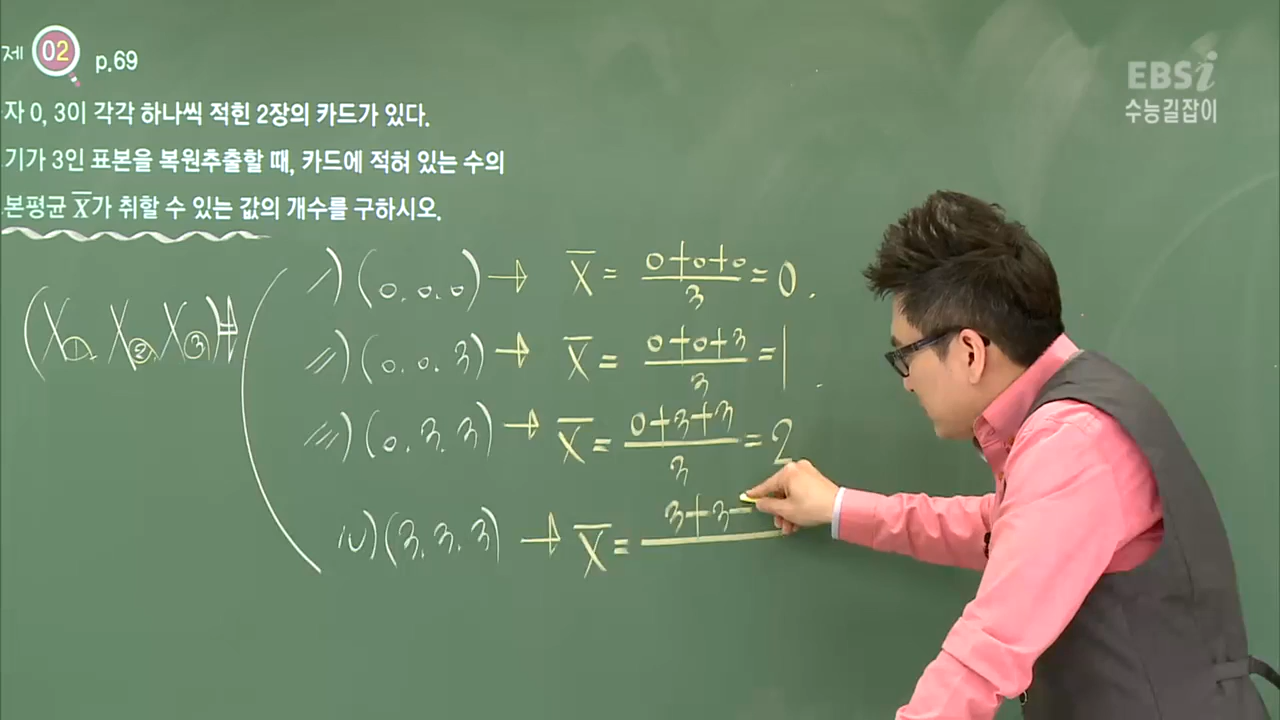 제 02 p.69
EBSi
수능길잡이
자 0, 3이 각각 하나씩 적힌 2장의 카드가 있다.
기가 3인 표본을 복원추출할 때, 카드에 적혀 있는 수의
본평균 X̄가 취할 수 있는 값의 개수를 구하시오.
(X₁, X₂, X₃) ⇒
i) (0, 0, 0) → X̄ = (0+0+0)/3 = 0.
ii) (0, 0, 3) → X̄ = (0+0+3)/3 = 1.
iii) (0, 3, 3) → X̄ = (0+3+3)/3 = 2
iv) (3, 3, 3) → X̄ = 3+3